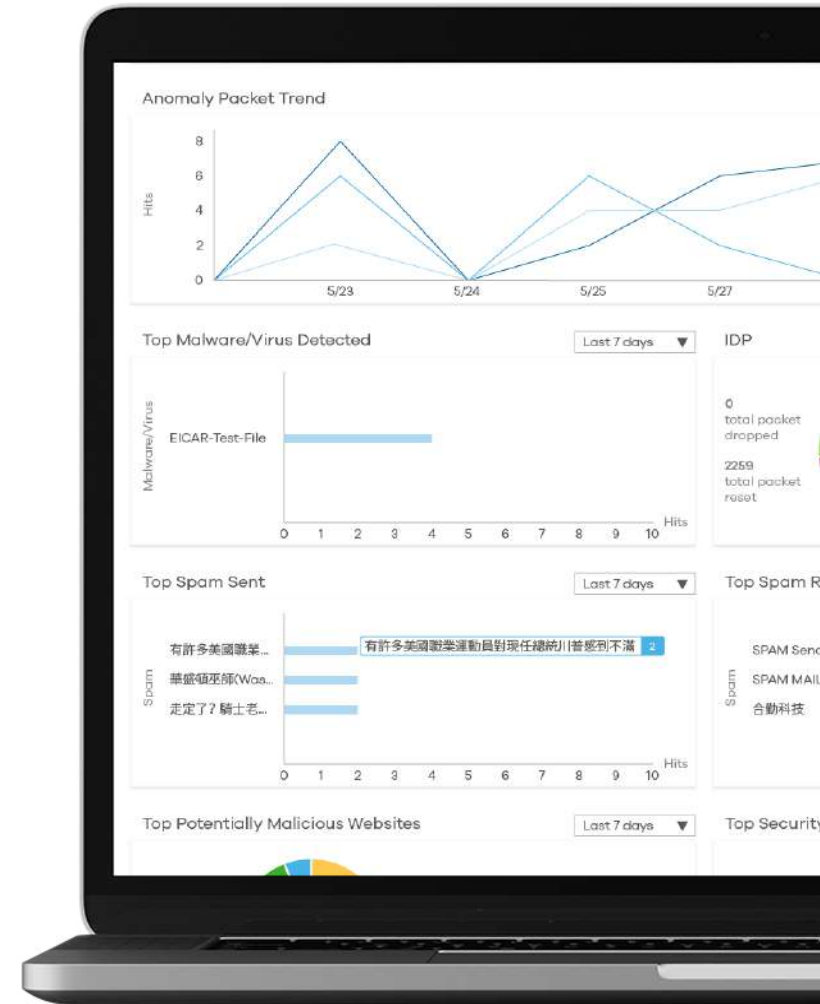 Anomaly Packet Trend
8
6
4
2
0
Hits
5/23
5/24
5/25
5/27
Top Malware/Virus Detected
Last 7 days ▼
Malware/Virus
EICAR-Test-File
0 1 2 3 4 5 6 7 8 9 10
Hits
IDP
0
total packet
dropped
2259
total packet
reset
Top Spam Sent
Last 7 days ▼
Spam
有許多美國職業...
有許多美國職業運動員對現任總統川普感到不滿 2
華盛頓巫師(Was...
走定了? 騎士老...
0 1 2 3 4 5 6 7 8 9 10
Hits
Top Spam R
Spam
SPAM Send
SPAM MAIL
合勤科技
Top Potentially Malicious Websites
Last 7 days ▼
Top Security